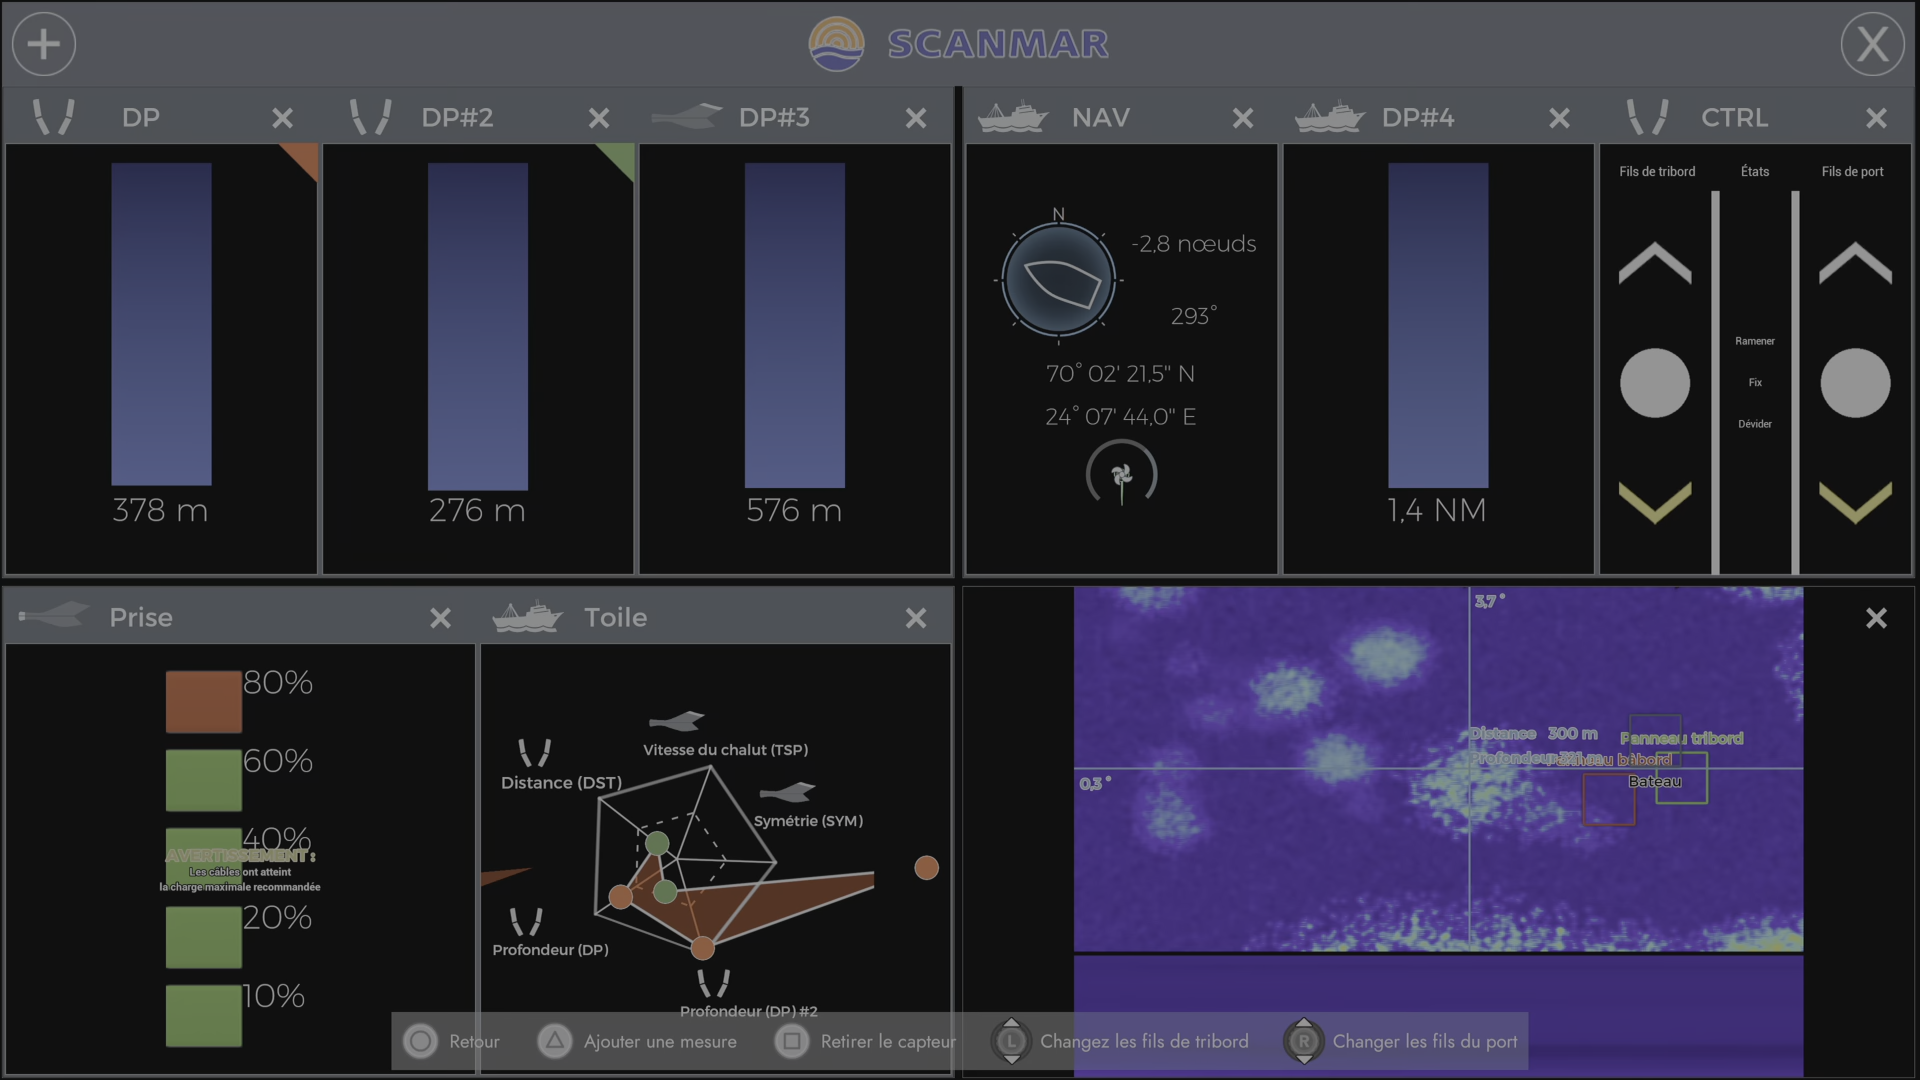 SCANMAR
X
DP
DP#2
DP#3
NAV
DP#4
CTRL
378 m
276 m
576 m
N
-2,8 nœuds
293°
70° 02' 21,5" N
24° 07' 44,0" E
1,4 NM
Fils de tribord
États
Fils de port
Ramener
Fix
Dévider
Prise
Toile
80%
60%
40%
AVERTISSEMENT :
Les câbles ont atteint
la charge maximale recommandée
20%
10%
Vitesse du chalut (TSP)
Distance (DST)
Symétrie (SYM)
Profondeur (DP)
Profondeur (DP) #2
3,7 °
0,3 °
Distance 300 m
Profondeur
Panneau tribord
Panneau bâbord
Bateau
Retour
Ajouter une mesure
Retirer le capteur
L
Changez les fils de tribord
R
Changer les fils du port